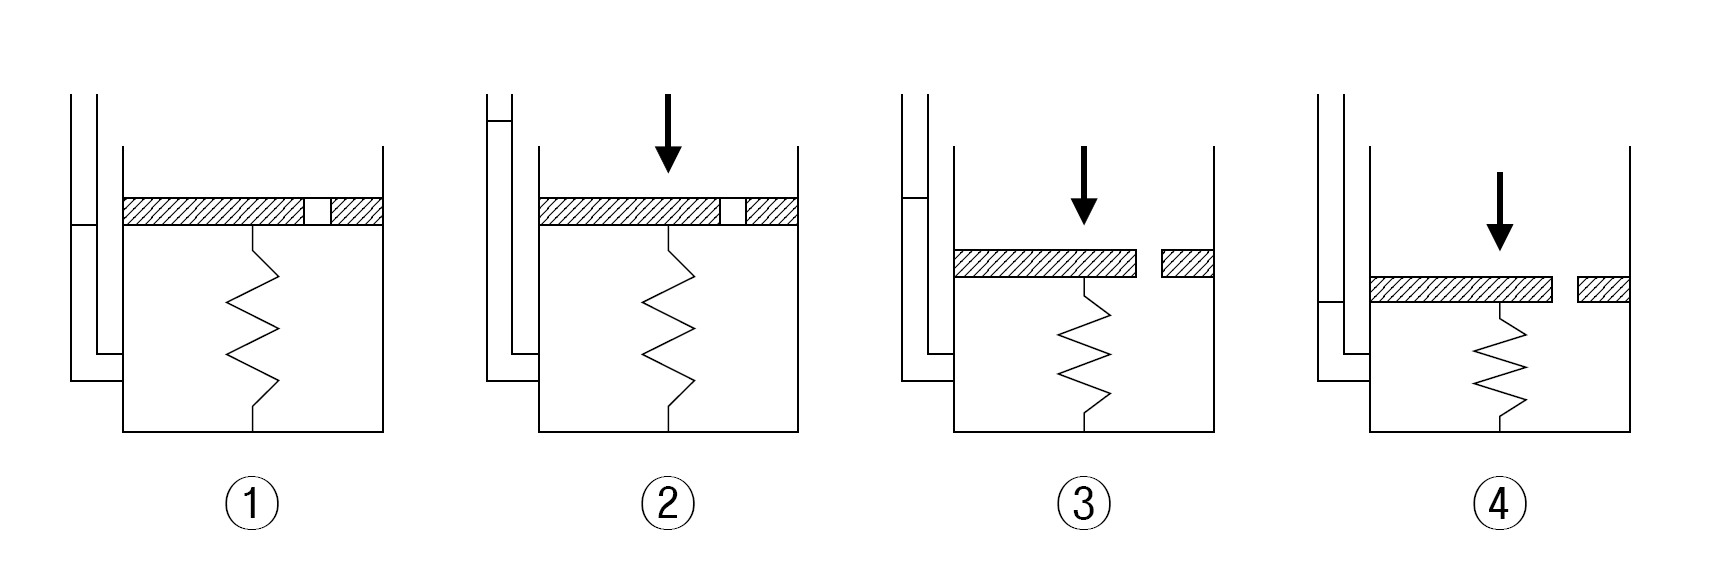 ① ② ③ ④